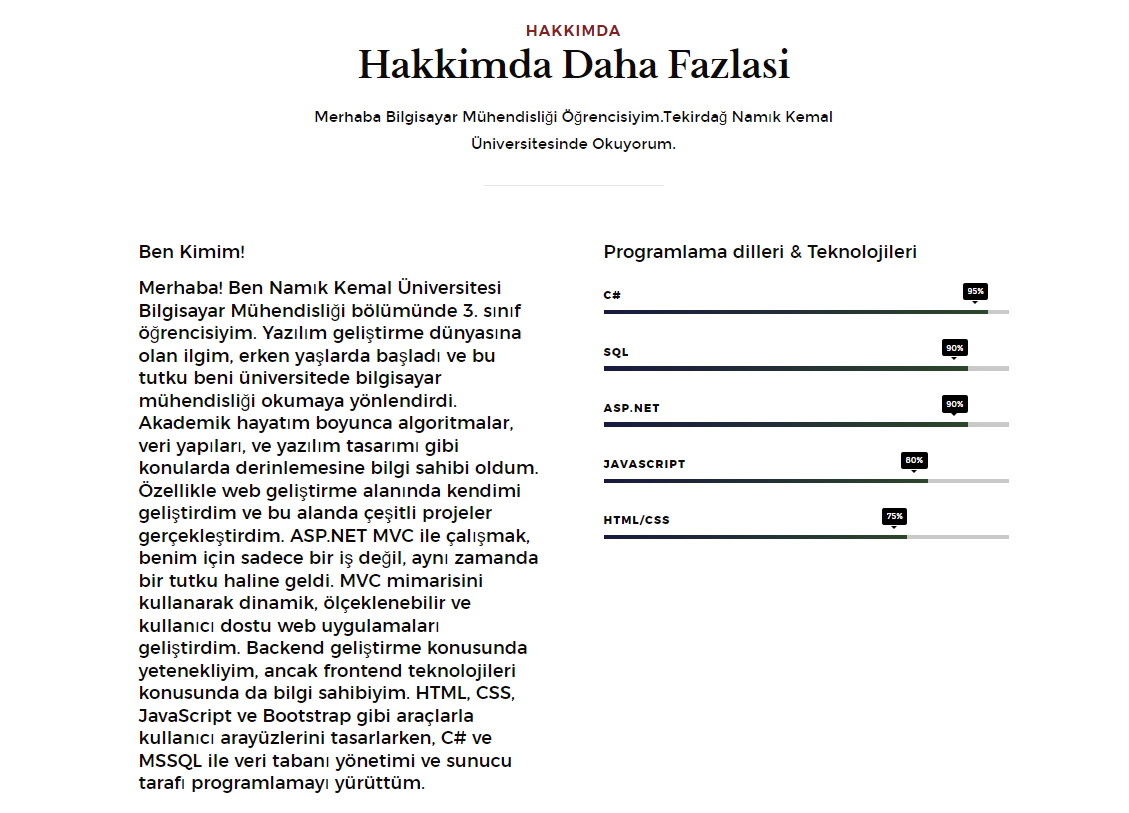 HAKKIMDA
Hakkimda Daha Fazlasi
Merhaba Bilgisayar Mühendisliği Öğrencisiyim.Tekirdağ Namık Kemal
Üniversitesinde Okuyorum.
Ben Kimim!
Merhaba! Ben Namık Kemal Üniversitesi
Bilgisayar Mühendisliği bölümünde 3. sınıf
öğrencisiyim. Yazılım geliştirme dünyasına
olan ilgim, erken yaşlarda başladı ve bu
tutku beni üniversitede bilgisayar
mühendisliği okumaya yönlendirdi.
Akademik hayatım boyunca algoritmalar,
veri yapıları, ve yazılım tasarımı gibi
konularda derinlemesine bilgi sahibi oldum.
Özellikle web geliştirme alanında kendimi
geliştirdim ve bu alanda çeşitli projeler
gerçekleştirdim. ASP.NET MVC ile çalışmak,
benim için sadece bir iş değil, aynı zamanda
bir tutku haline geldi. MVC mimarisini
kullanarak dinamik, ölçeklenebilir ve
kullanıcı dostu web uygulamaları
geliştirdim. Backend geliştirme konusunda
yetenekliyim, ancak frontend teknolojileri
konusunda da bilgi sahibiyim. HTML, CSS,
JavaScript ve Bootstrap gibi araçlarla
kullanıcı arayüzlerini tasarlarken, C# ve
MSSQL ile veri tabanı yönetimi ve sunucu
tarafı programlamayı yürüttüm.
Programlama dilleri & Teknolojileri
C# 95%
SQL 90%
ASP.NET 90%
JAVASCRIPT 80%
HTML/CSS 75%